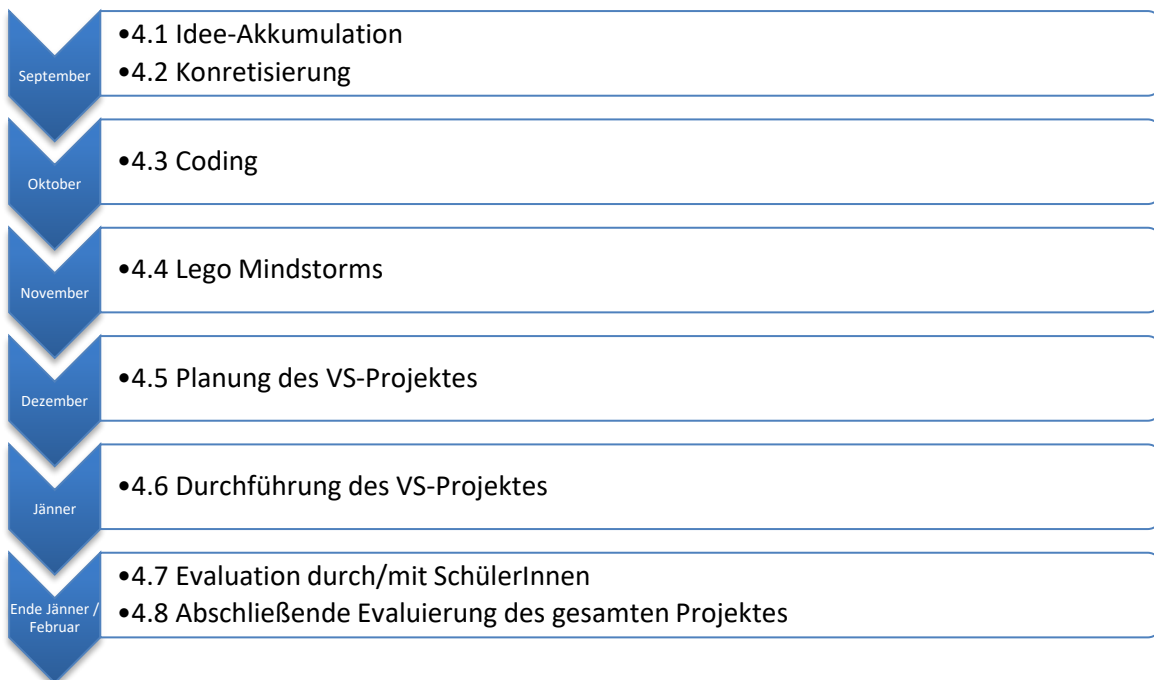 September
•4.1 Idee-Akkumulation
•4.2 Konretisierung
Oktober
•4.3 Coding
November
•4.4 Lego Mindstorms
Dezember
•4.5 Planung des VS-Projektes
Jänner
•4.6 Durchführung des VS-Projektes
Ende Jänner /
Februar
•4.7 Evaluation durch/mit SchülerInnen
•4.8 Abschließende Evaluierung des gesamten Projektes